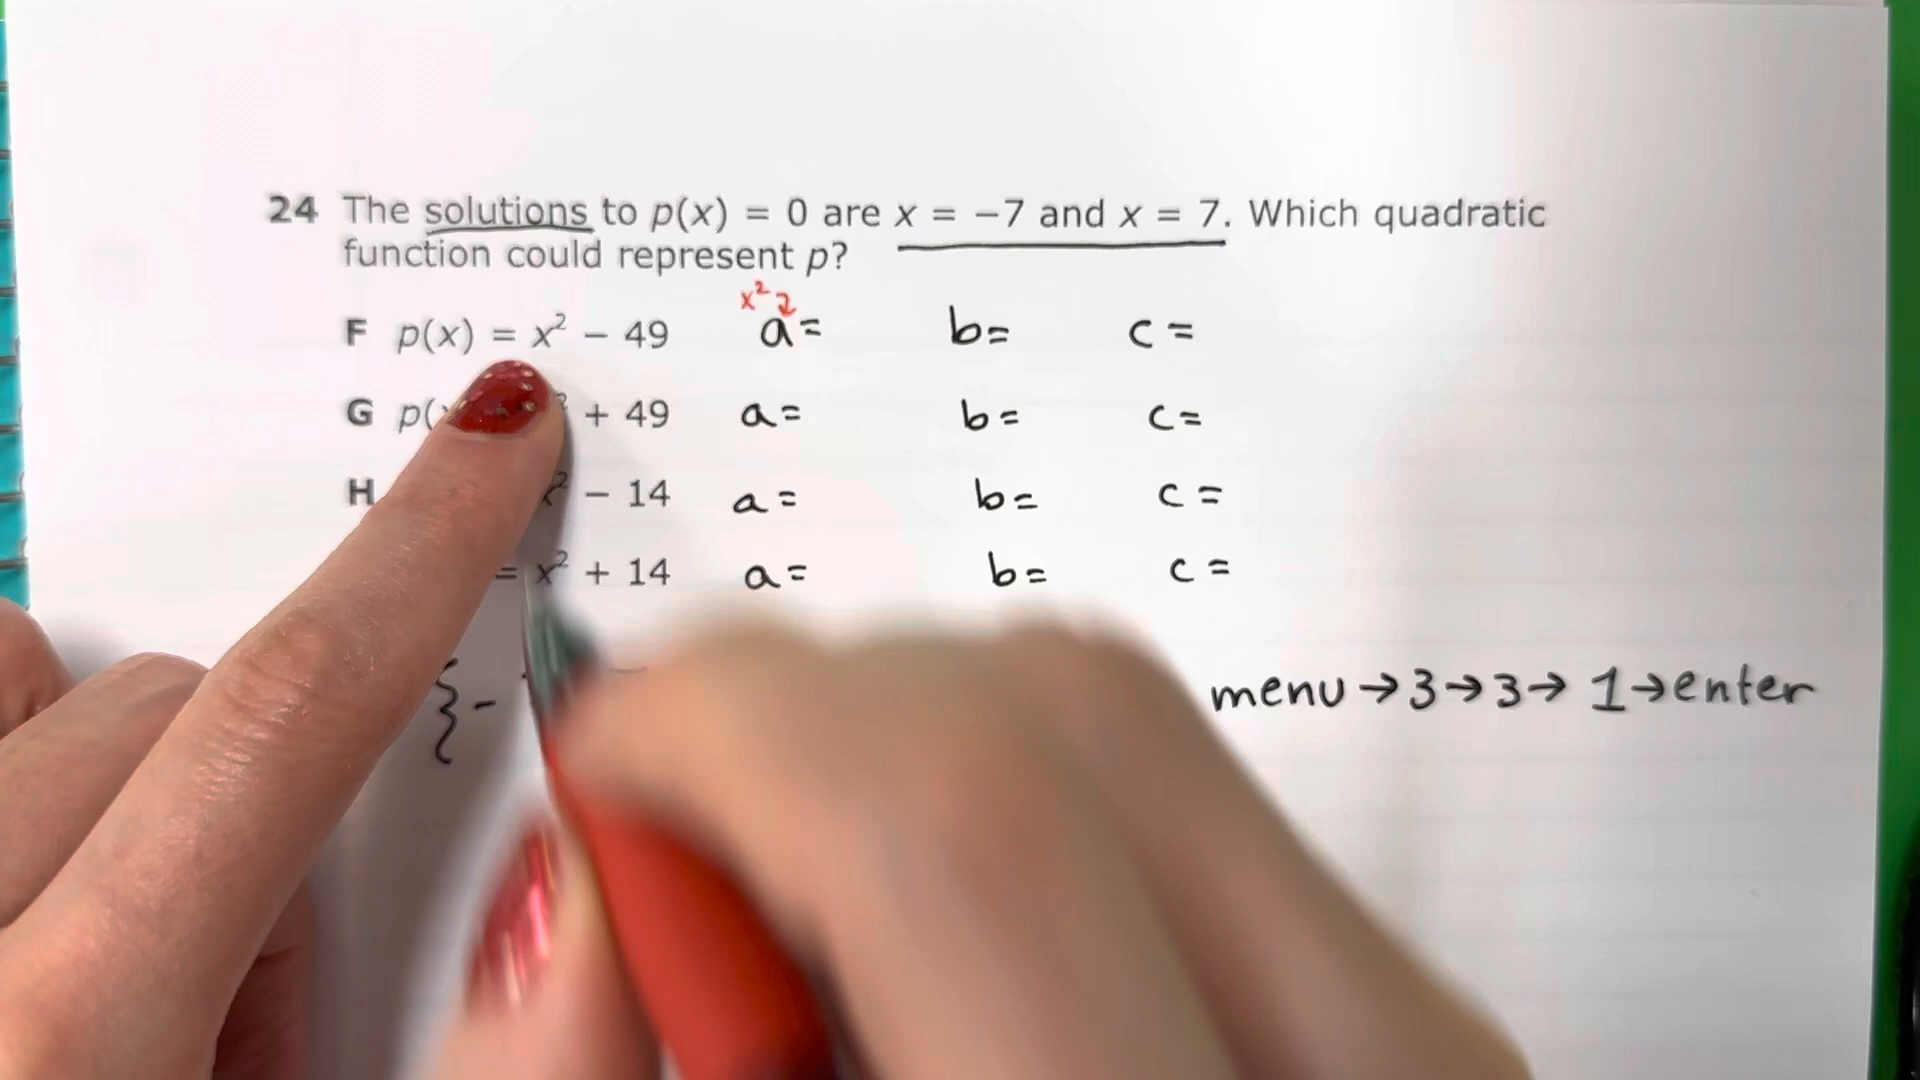 24 The solutions to p(x) = 0 are x = −7 and x = 7. Which quadratic
function could represent p?
x²
F p(x) = x² − 49 a= b= c=
G p( + 49 a= b= c=
H x² − 14 a= b= c=
= x² + 14 a= b= c=
{ -
menu → 3 → 3 → 1 → enter